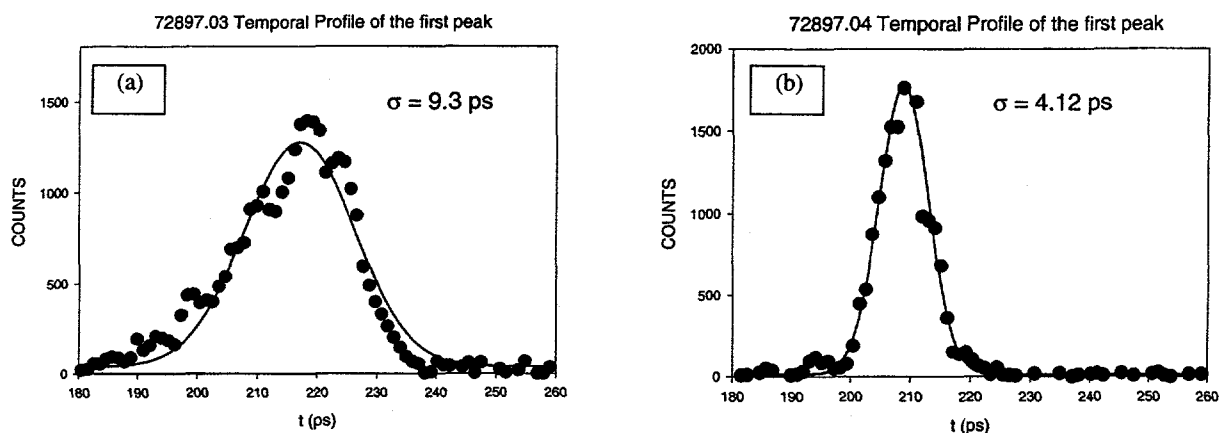 72897.03 Temporal Profile of the first peak
(a)
σ = 9.3 ps
COUNTS
1500
1000
500
0
180 190 200 210 220 230 240 250 260
t (ps)
72897.04 Temporal Profile of the first peak
(b)
σ = 4.12 ps
COUNTS
2000
1500
1000
500
0
180 190 200 210 220 230 240 250 260
t (ps)